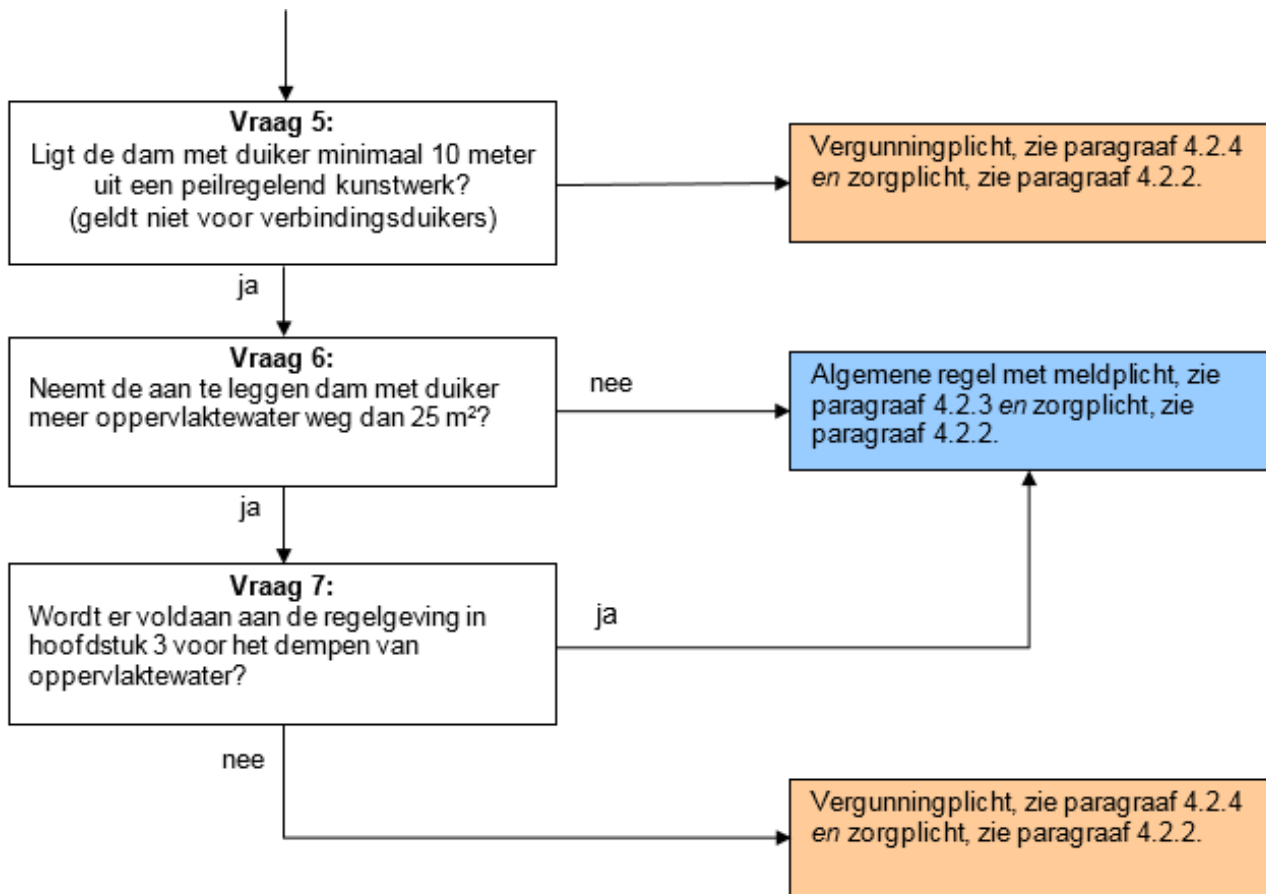 Vraag 5:
Ligt de dam met duiker minimaal 10 meter
uit een peilregelend kunstwerk?
(geldt niet voor verbindingsduikers)
Vergunningplicht, zie paragraaf 4.2.4
en zorgplicht, zie paragraaf 4.2.2.
ja
Vraag 6:
Neemt de aan te leggen dam met duiker
meer oppervlaktewater weg dan 25 m²?
nee
Algemene regel met meldplicht, zie
paragraaf 4.2.3 en zorgplicht, zie
paragraaf 4.2.2.
ja
Vraag 7:
Wordt er voldaan aan de regelgeving in
hoofdstuk 3 voor het dempen van
oppervlaktewater?
ja
nee
Vergunningplicht, zie paragraaf 4.2.4
en zorgplicht, zie paragraaf 4.2.2.